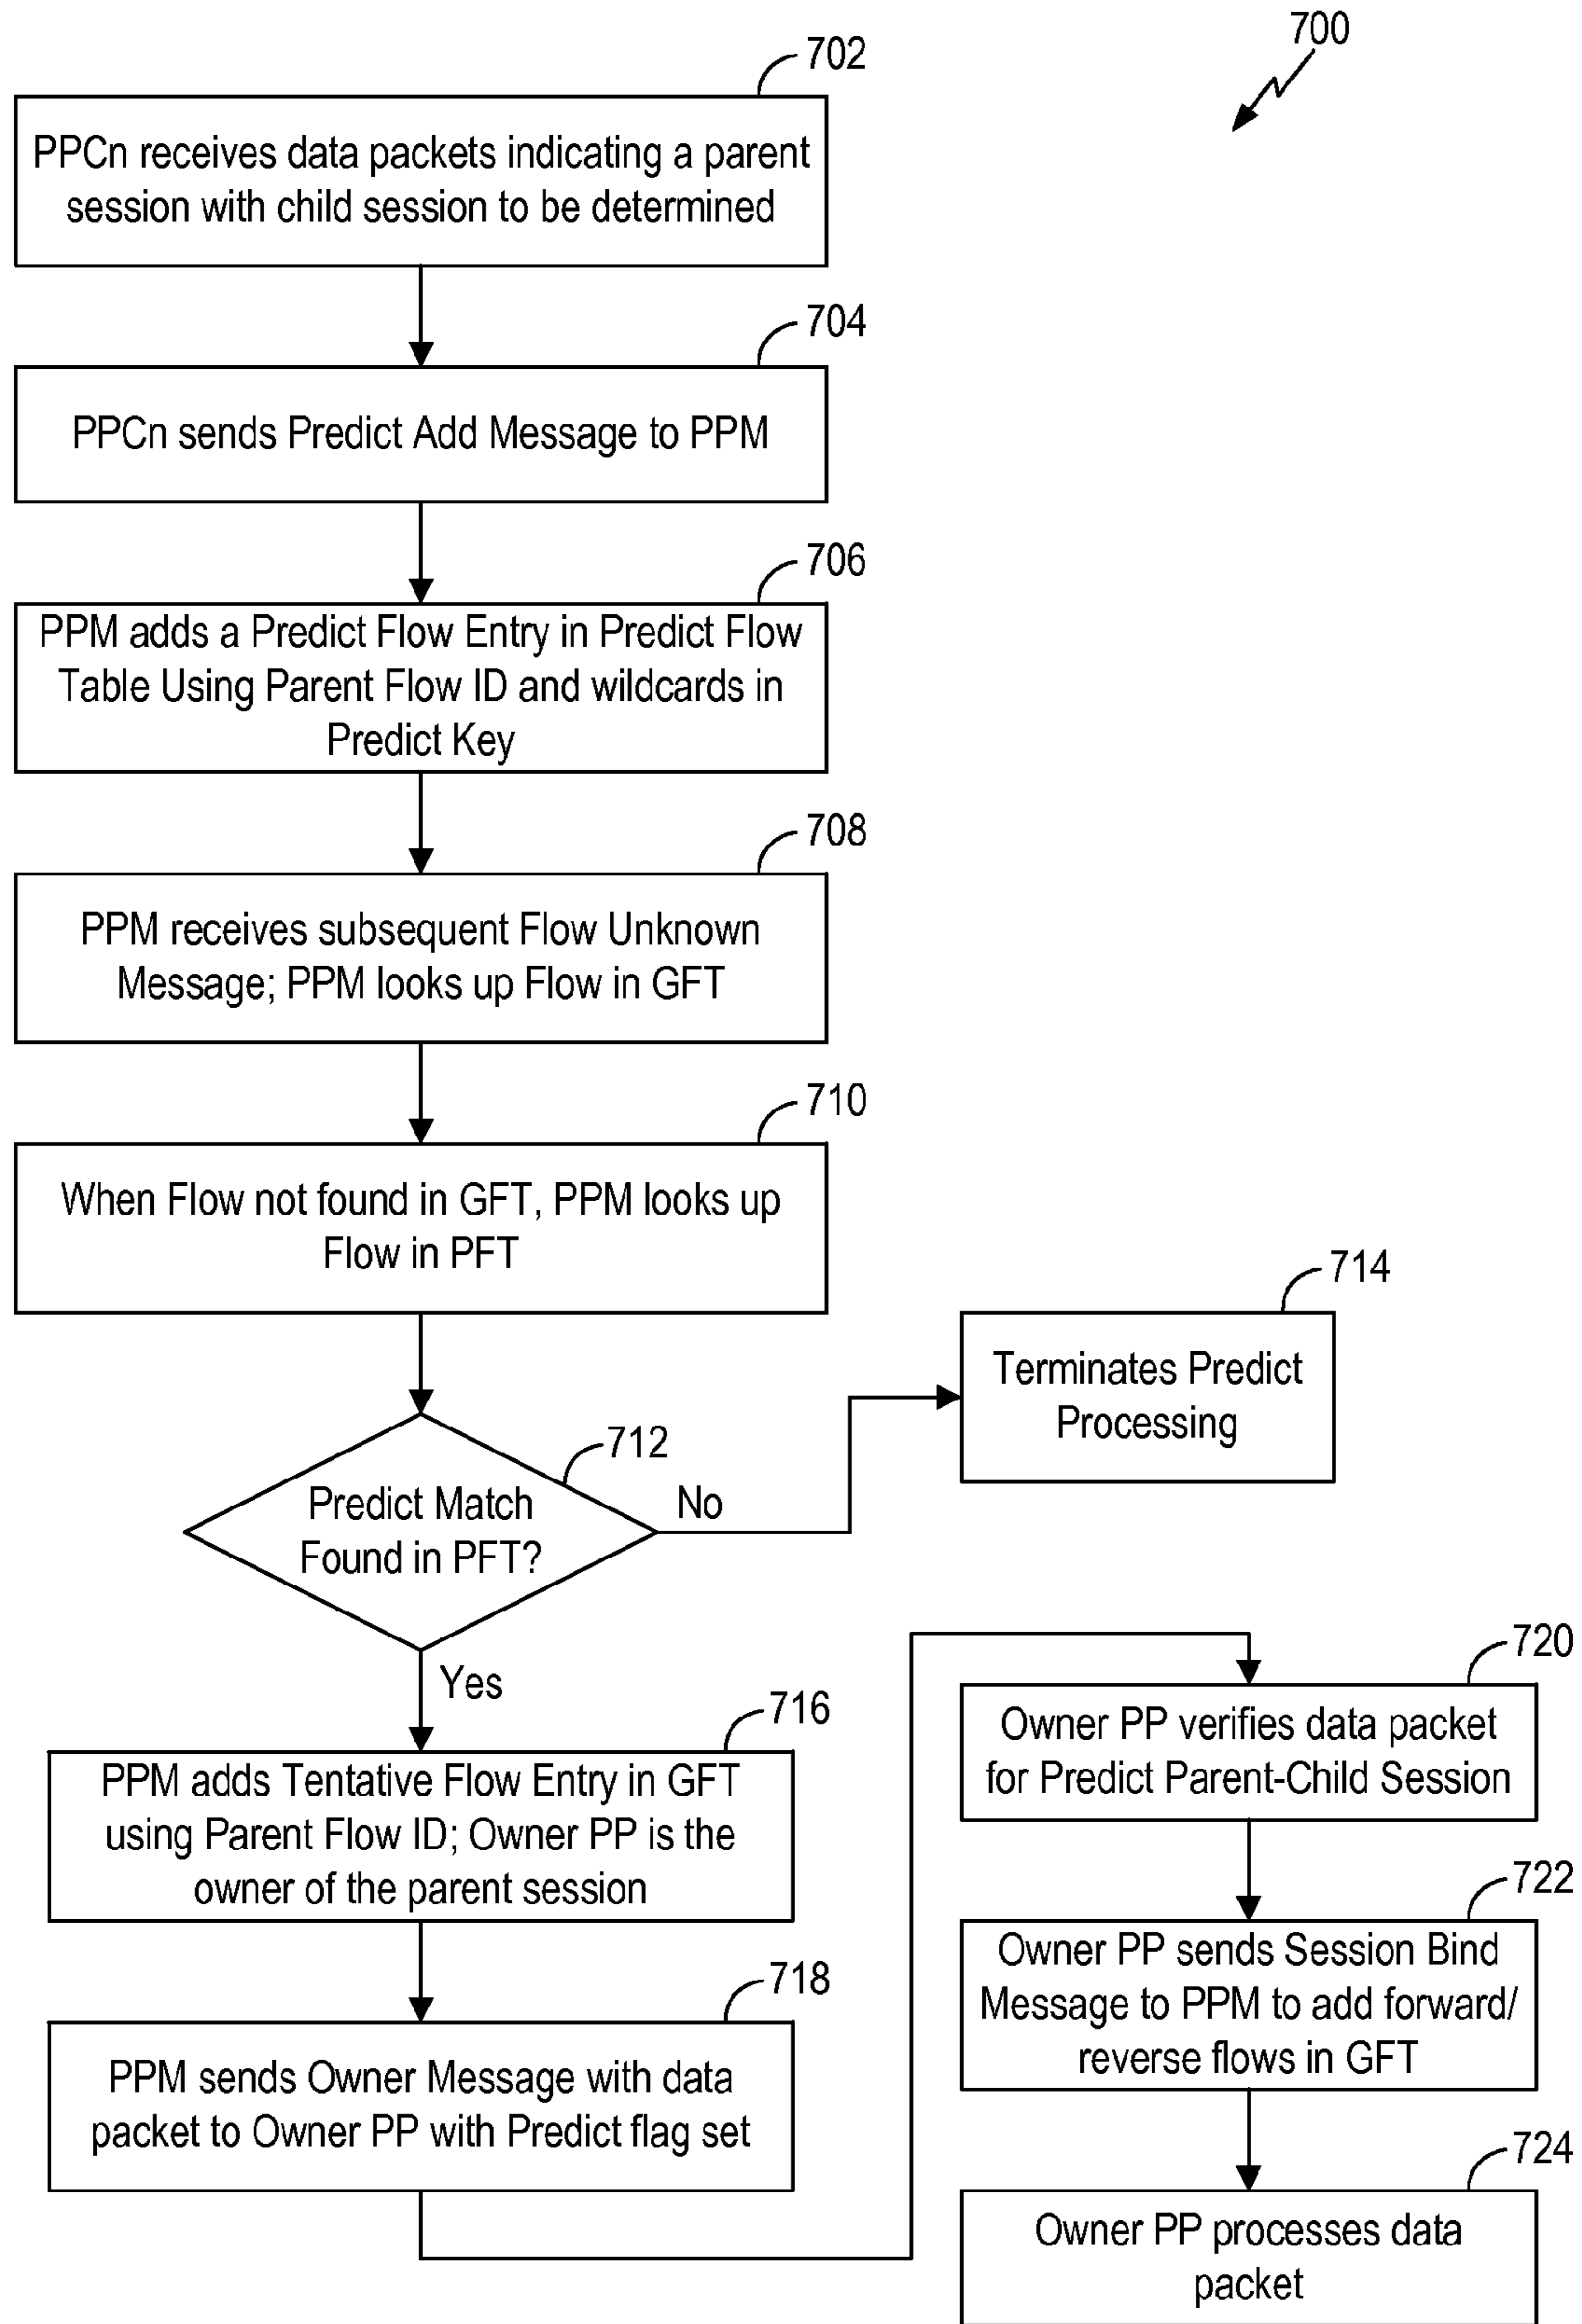 700
702
PPCn receives data packets indicating a parent
session with child session to be determined
704
PPCn sends Predict Add Message to PPM
706
PPM adds a Predict Flow Entry in Predict Flow
Table Using Parent Flow ID and wildcards in
Predict Key
708
PPM receives subsequent Flow Unknown
Message; PPM looks up Flow in GFT
710
When Flow not found in GFT, PPM looks up
Flow in PFT
712
Predict Match
Found in PFT?
No
714
Terminates Predict
Processing
Yes
716
PPM adds Tentative Flow Entry in GFT
using Parent Flow ID; Owner PP is the
owner of the parent session
718
PPM sends Owner Message with data
packet to Owner PP with Predict flag set
720
Owner PP verifies data packet
for Predict Parent-Child Session
722
Owner PP sends Session Bind
Message to PPM to add forward/
reverse flows in GFT
724
Owner PP processes data
packet